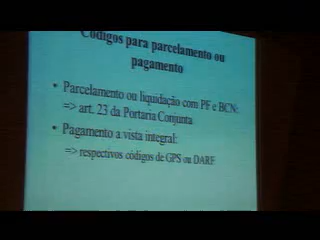 Códigos para parcelamento ou
pagamento
• Parcelamento ou liquidação com PF e BCN:
=> art. 23 da Portaria Conjunta
• Pagamento a vista integral:
=> respectivos códigos de GPS ou DARF